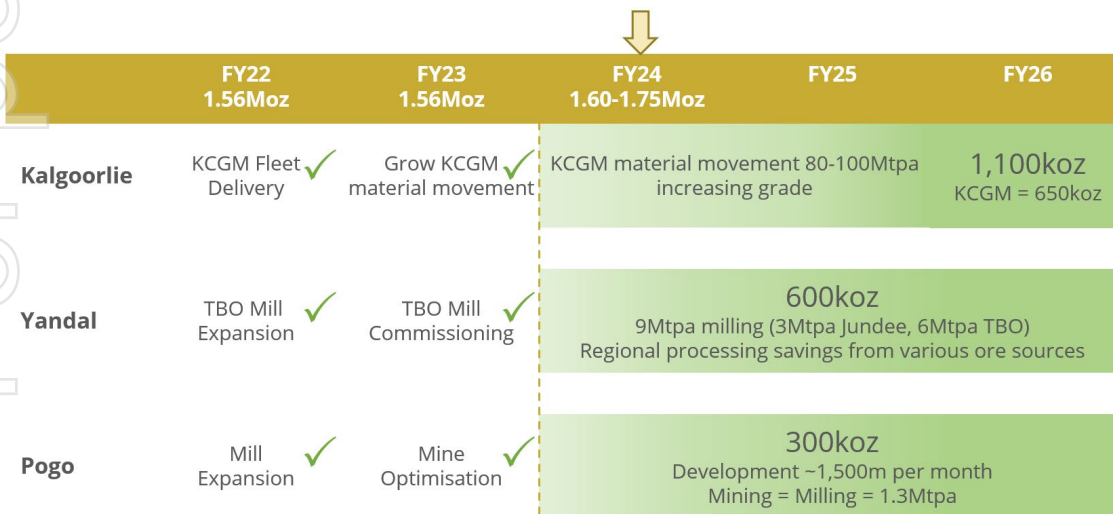 FY22
1.56Moz
FY23
1.56Moz
FY24
1.60-1.75Moz
FY25
FY26
Kalgoorlie
KCGM Fleet
Delivery
Grow KCGM
material movement
KCGM material movement 80-100Mtpa
increasing grade
1,100koz
KCGM = 650koz
Yandal
TBO Mill
Expansion
TBO Mill
Commissioning
600koz
9Mtpa milling (3Mtpa Jundee, 6Mtpa TBO)
Regional processing savings from various ore sources
Pogo
Mill
Expansion
Mine
Optimisation
300koz
Development ~1,500m per month
Mining = Milling = 1.3Mtpa